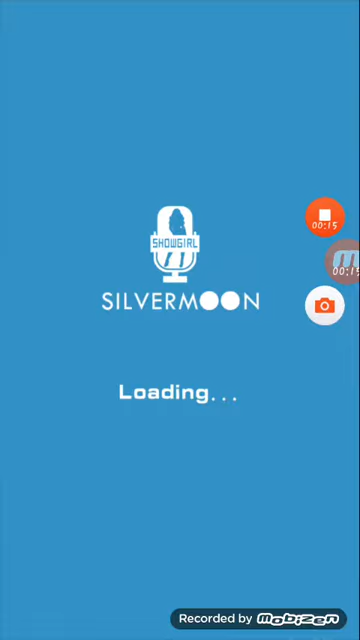 SHOWGIRL
SILVERMOON
Loading...
00:15
00:15
Recorded by Mobizen